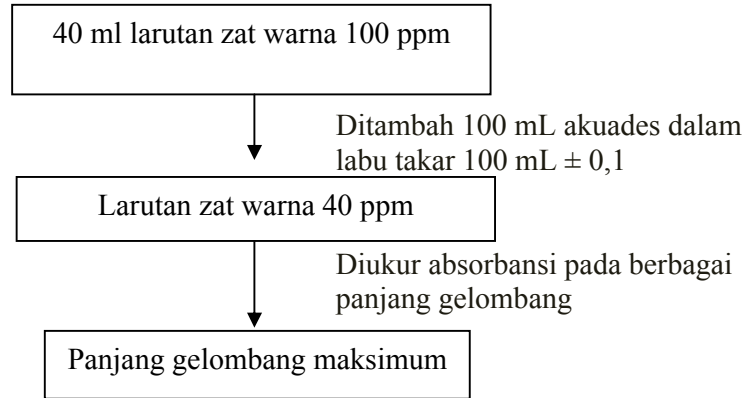 40 ml larutan zat warna 100 ppm
Ditambah 100 mL akuades dalam
labu takar 100 mL ± 0,1
Larutan zat warna 40 ppm
Diukur absorbansi pada berbagai
panjang gelombang
Panjang gelombang maksimum